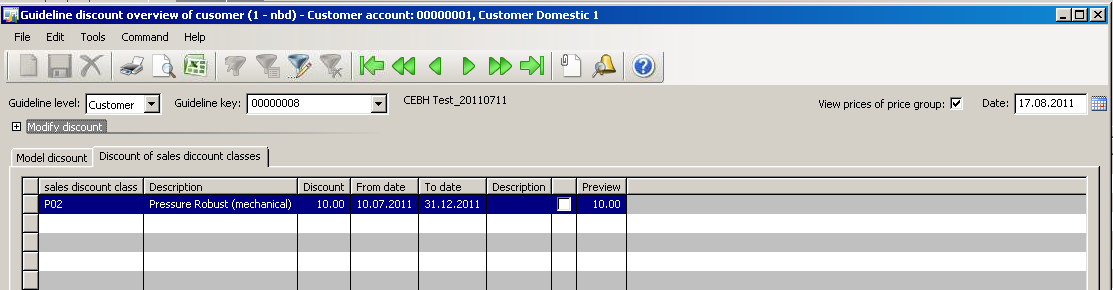 Guideline discount overview of cusomer (1 - nbd) - Customer account: 00000001, Customer Domestic 1
File Edit Tools Command Help
Guideline level: Customer Guideline key: 00000008 CEBH Test_20110711 View prices of price group: Date: 17.08.2011
Modify discount
Model dicsount Discount of sales diccount classes
sales discount class Description Discount From date To date Description Preview
P02 Pressure Robust (mechanical) 10.00 10.07.2011 31.12.2011 10.00